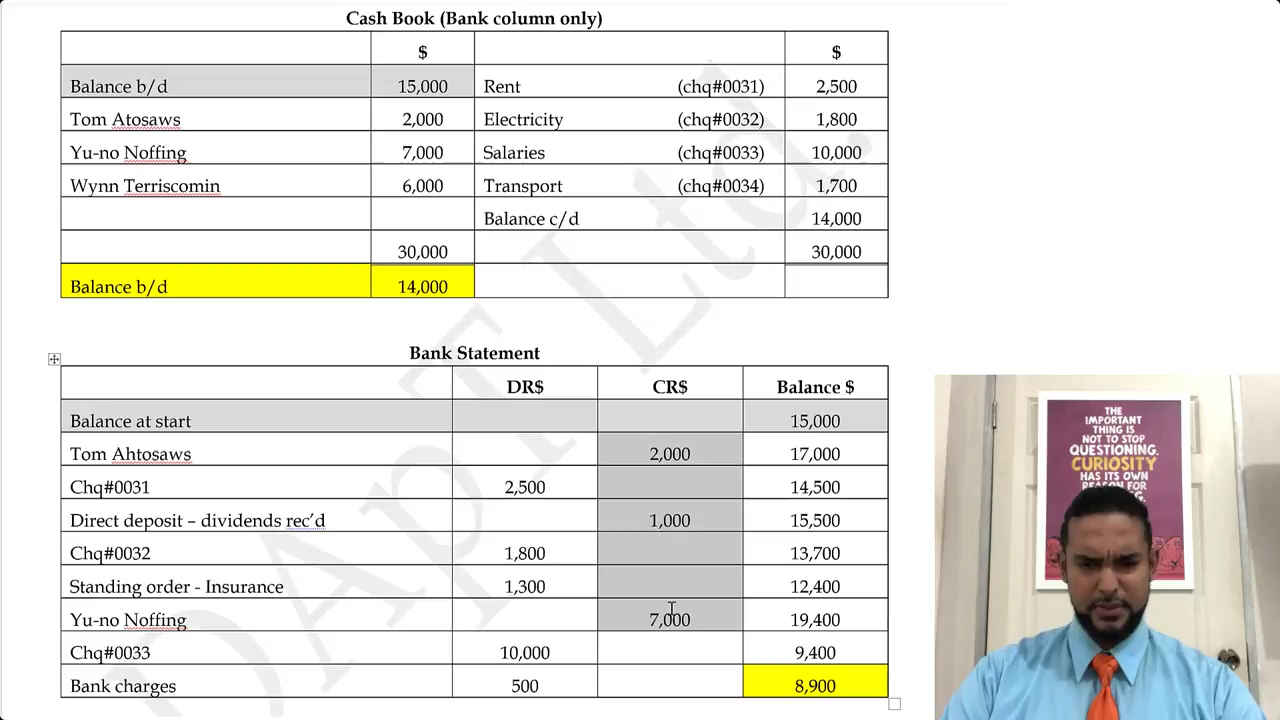 Cash Book (Bank column only)
$ $
Balance b/d 15,000 Rent (chq#0031) 2,500
Tom Atosaws 2,000 Electricity (chq#0032) 1,800
Yu-no Noffing 7,000 Salaries (chq#0033) 10,000
Wynn Terriscomin 6,000 Transport (chq#0034) 1,700
Balance c/d 14,000
30,000 30,000
Balance b/d 14,000
Bank Statement
DR$ CR$ Balance $
Balance at start 15,000
Tom Ahtosaws 2,000 17,000
Chq#0031 2,500 14,500
Direct deposit – dividends rec’d 1,000 15,500
Chq#0032 1,800 13,700
Standing order - Insurance 1,300 12,400
Yu-no Noffing 7,000 19,400
Chq#0033 10,000 9,400
Bank charges 500 8,900
THE
IMPORTANT
THING IS
NOT TO STOP
QUESTIONING.
CURIOSITY
HAS ITS OWN
REASON FOR